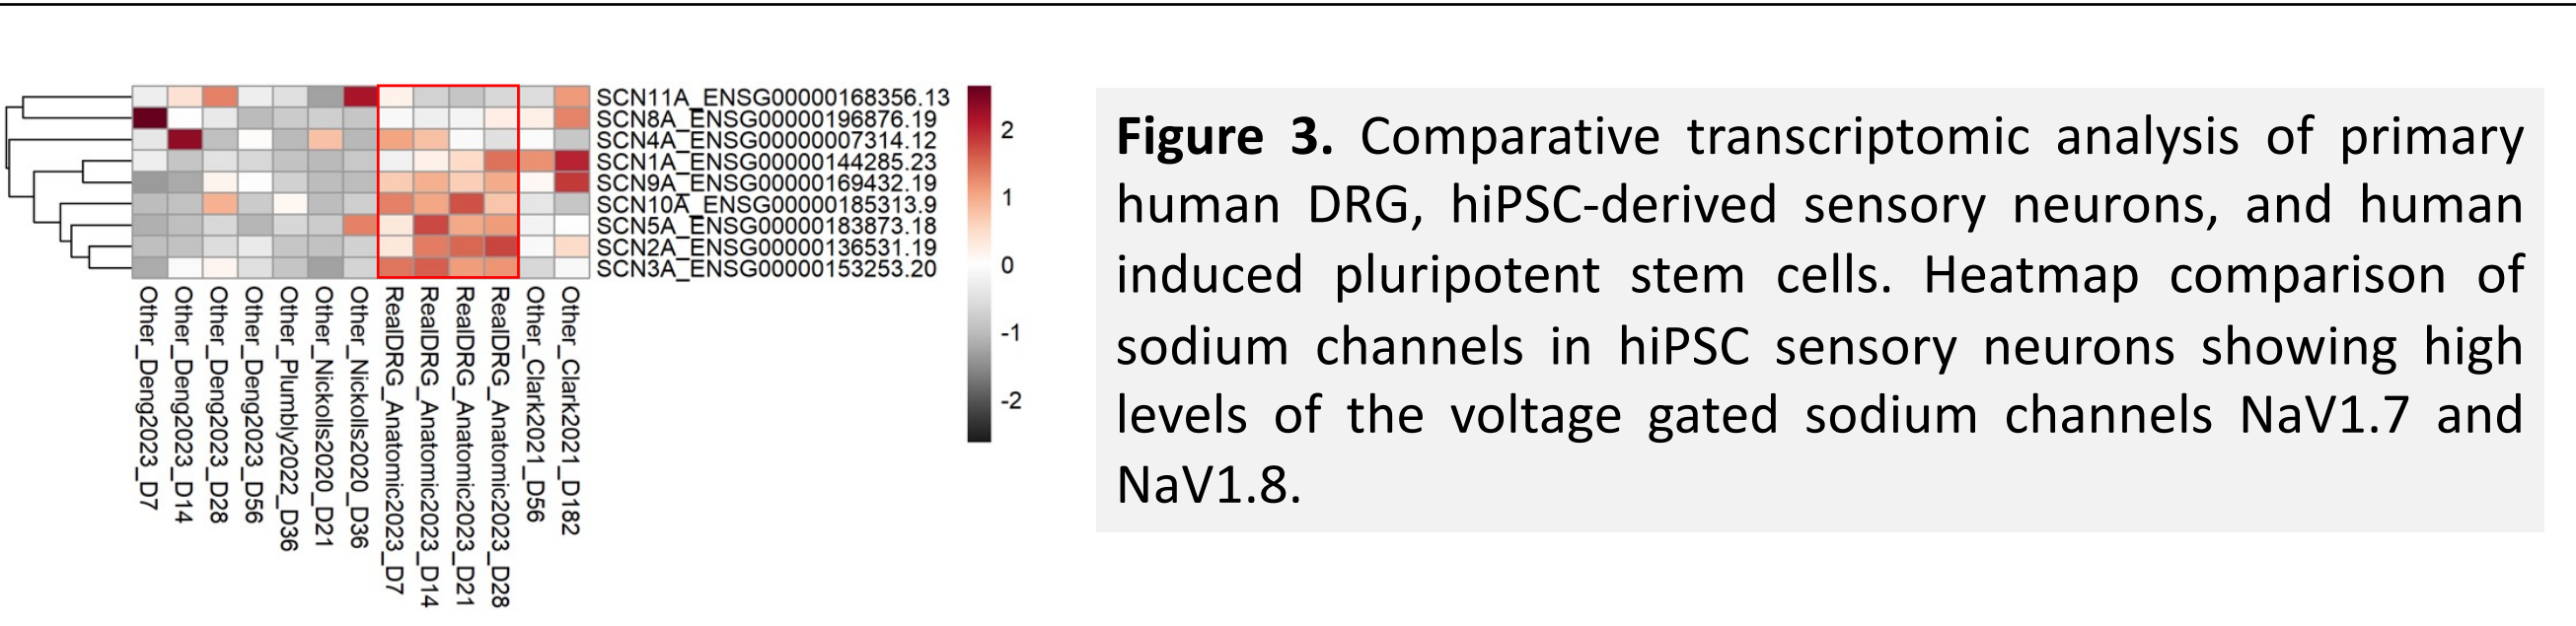 SCN11A_ENSG00000168356.13
SCN8A_ENSG00000196876.19
SCN4A_ENSG00000007314.12
SCN1A_ENSG00000144285.23
SCN9A_ENSG00000169432.19
SCN10A_ENSG00000185313.9
SCN5A_ENSG00000183873.18
SCN2A_ENSG00000136531.19
SCN3A_ENSG00000153253.20
2
1
0
-1
-2
Other_Deng2023_D7
Other_Deng2023_D14
Other_Deng2023_D28
Other_Deng2023_D56
Other_Plumbly2022_D36
Other_Nickolls2020_D21
Other_Nickolls2020_D36
RealDRG_Anatomic2023_D7
RealDRG_Anatomic2023_D14
RealDRG_Anatomic2023_D21
RealDRG_Anatomic2023_D28
Other_Clark2021_D56
Other_Clark2021_D182
Figure 3. Comparative transcriptomic analysis of primary
human DRG, hiPSC-derived sensory neurons, and human
induced pluripotent stem cells. Heatmap comparison of
sodium channels in hiPSC sensory neurons showing high
levels of the voltage gated sodium channels NaV1.7 and
NaV1.8.